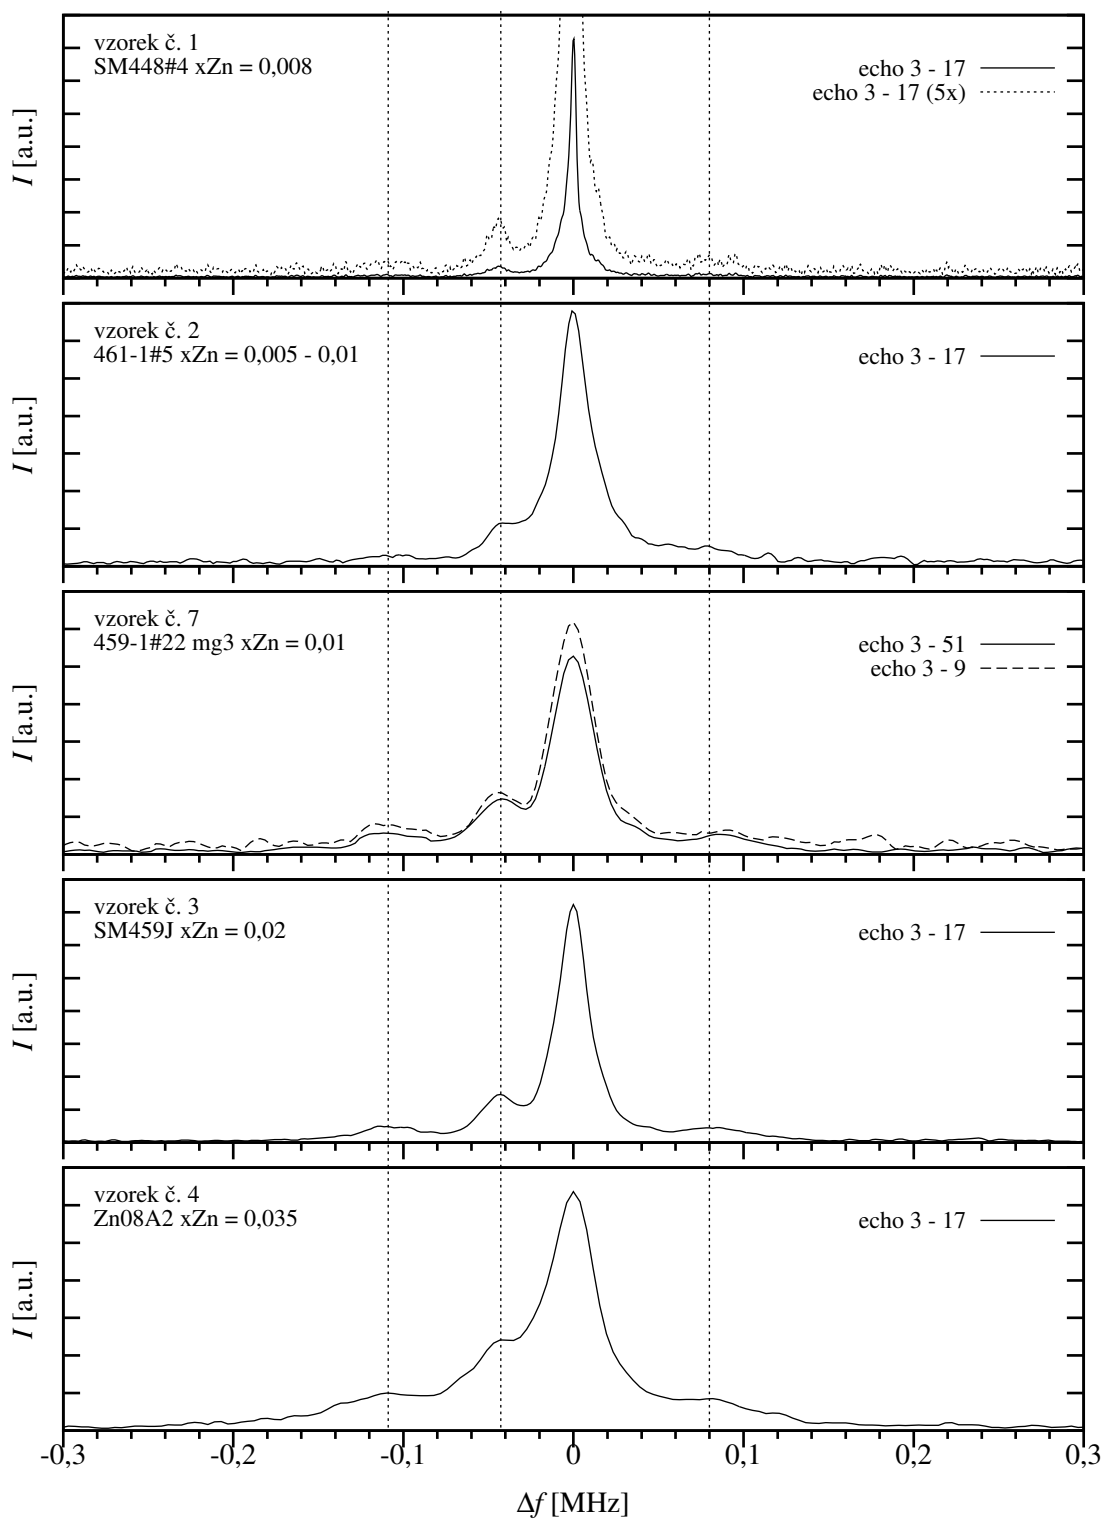 vzorek č. 1
SM448#4 xZn = 0,008
echo 3 - 17
echo 3 - 17 (5x)
I [a.u.]
vzorek č. 2
461-1#5 xZn = 0,005 - 0,01
echo 3 - 17
I [a.u.]
vzorek č. 7
459-1#22 mg3 xZn = 0,01
echo 3 - 51
echo 3 - 9
I [a.u.]
vzorek č. 3
SM459J xZn = 0,02
echo 3 - 17
I [a.u.]
vzorek č. 4
Zn08A2 xZn = 0,035
echo 3 - 17
I [a.u.]
-0,3 -0,2 -0,1 0 0,1 0,2 0,3
Δf [MHz]